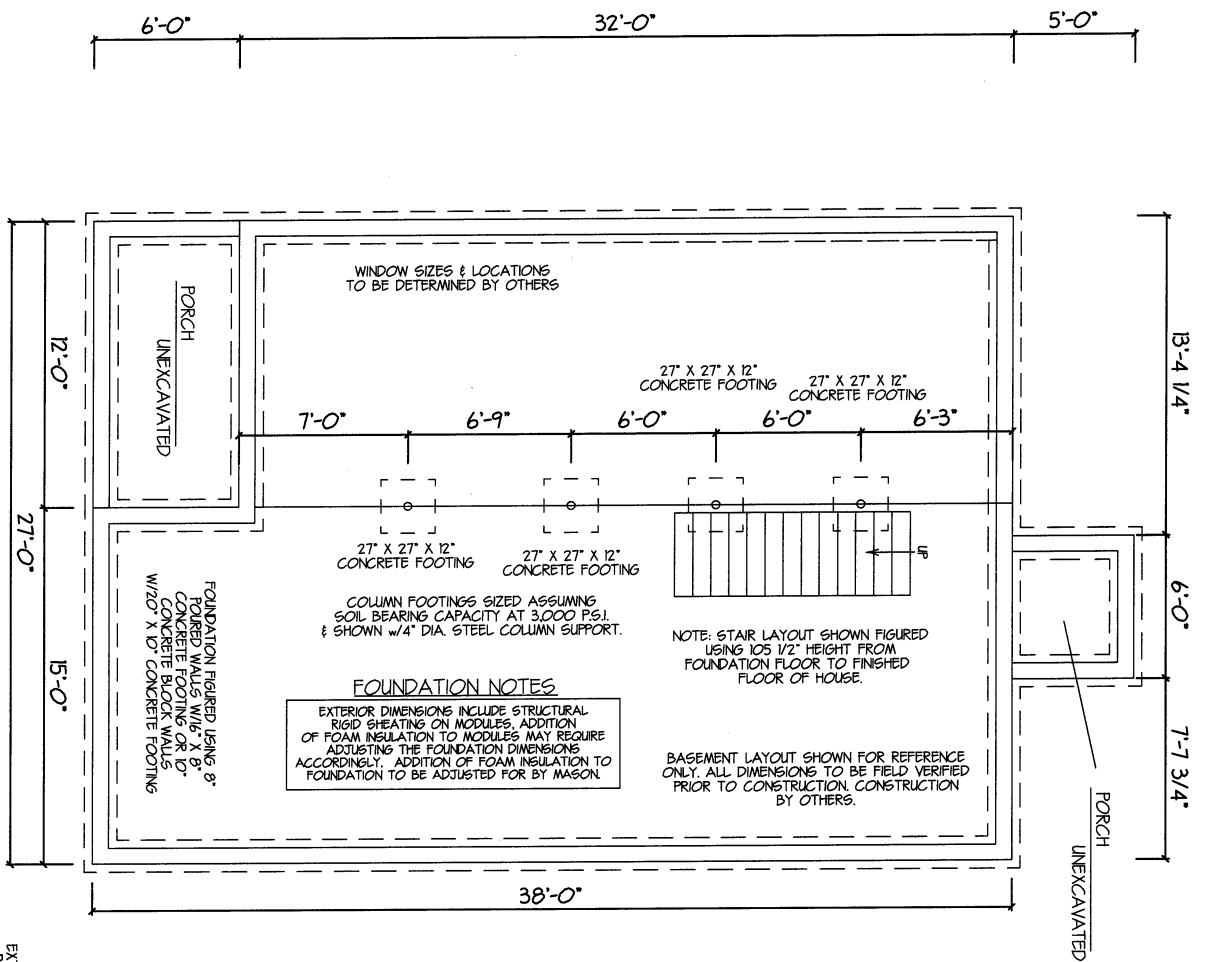 6'-0"
32'-0"
5'-0"
13'-4 1/4"
6'-0"
7'-7 3/4"
12'-0"
15'-0"
27'-0"
38'-0"
PORCH
UNEXCAVATED
WINDOW SIZES & LOCATIONS
TO BE DETERMINED BY OTHERS
27" X 27" X 12"
CONCRETE FOOTING
27" X 27" X 12"
CONCRETE FOOTING
7'-0"
6'-9"
6'-0"
6'-0"
6'-3"
UP
27" X 27" X 12"
CONCRETE FOOTING
27" X 27" X 12"
CONCRETE FOOTING
COLUMN FOOTINGS SIZED ASSUMING
SOIL BEARING CAPACITY AT 3,000 P.S.I.
& SHOWN w/4" DIA. STEEL COLUMN SUPPORT.
NOTE: STAIR LAYOUT SHOWN FIGURED
USING 105 1/2" HEIGHT FROM
FOUNDATION FLOOR TO FINISHED
FLOOR OF HOUSE.
FOUNDATION FIGURED USING 8"
POURED WALLS W/16" X 8"
CONCRETE FOOTING OR 10"
CONCRETE BLOCK WALLS
W/20" X 10" CONCRETE FOOTING
FOUNDATION NOTES
EXTERIOR DIMENSIONS INCLUDE STRUCTURAL
RIGID SHEATING ON MODULES, ADDITION
OF FOAM INSULATION TO MODULES MAY REQUIRE
ADJUSTING THE FOUNDATION DIMENSIONS
ACCORDINGLY. ADDITION OF FOAM INSULATION TO
FOUNDATION TO BE ADJUSTED FOR BY MASON.
BASEMENT LAYOUT SHOWN FOR REFERENCE
ONLY. ALL DIMENSIONS TO BE FIELD VERIFIED
PRIOR TO CONSTRUCTION. CONSTRUCTION
BY OTHERS.
PORCH
UNEXCAVATED